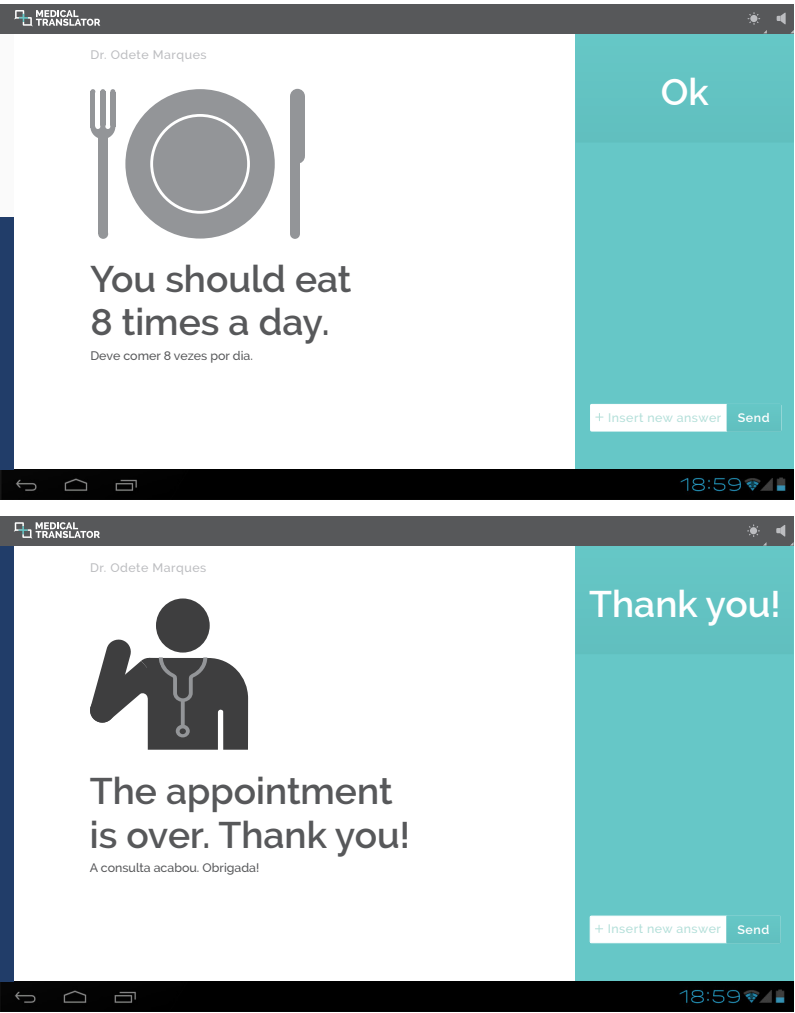 MEDICAL
TRANSLATOR
Dr. Odete Marques
You should eat
8 times a day.
Deve comer 8 vezes por dia.
Ok
+ Insert new answer
Send
18:59
MEDICAL
TRANSLATOR
Dr. Odete Marques
The appointment
is over. Thank you!
A consulta acabou. Obrigada!
Thank you!
+ Insert new answer
Send
18:59